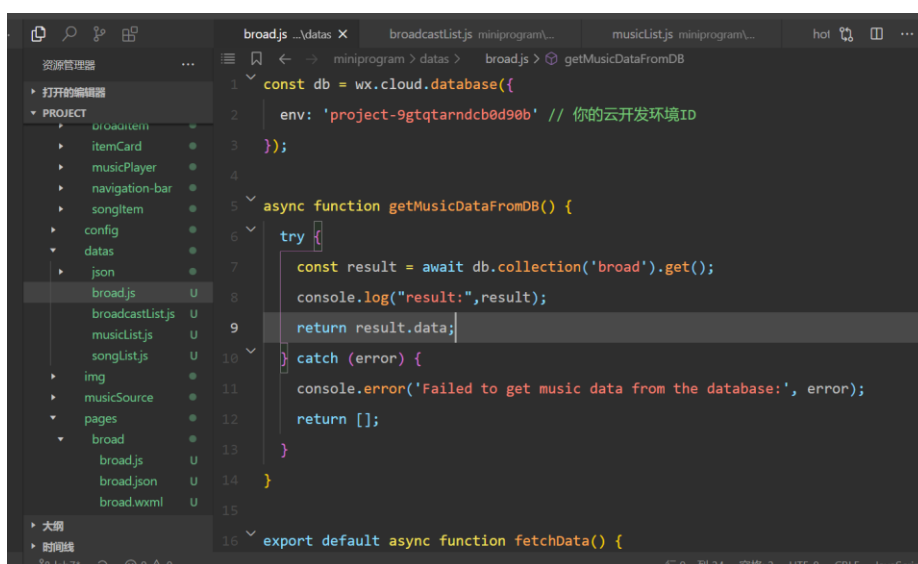 broad.js ...\datas
broadcastList.js miniprogram\...
musicList.js miniprogram\...
hot
资源管理器
打开的编辑器
PROJECT
broaditem
itemCard
musicPlayer
navigation-bar
songItem
config
datas
json
broad.js U
broadcastList.js U
musicList.js U
songList.js U
img
musicSource
pages
broad
broad.js U
broad.json U
broad.wxml U
大纲
时间线
miniprogram > datas > broad.js > getMusicDataFromDB
1 const db = wx.cloud.database({
2 env: 'project-9gtqtarndcb0d90b' // 你的云开发环境ID
3 });
4
5 async function getMusicDataFromDB() {
6 try {
7 const result = await db.collection('broad').get();
8 console.log("result:",result);
9 return result.data;
10 } catch (error) {
11 console.error('Failed to get music data from the database:', error);
12 return [];
13 }
14 }
15
16 export default async function fetchData() {